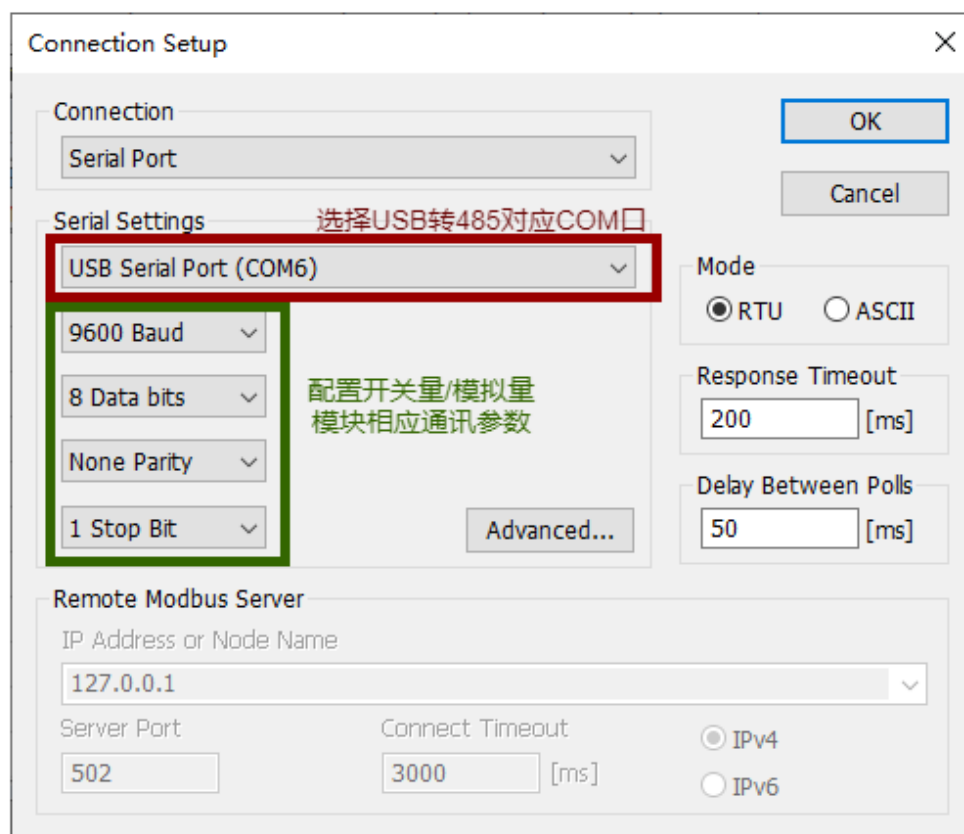 Connection Setup
Connection
OK
Serial Port
Cancel
Serial Settings
选择USB转485对应COM口
USB Serial Port (COM6)
Mode
RTU
ASCII
9600 Baud
8 Data bits
配置开关量/模拟量
模块相应通讯参数
Response Timeout
200 [ms]
None Parity
Delay Between Polls
1 Stop Bit
Advanced...
50 [ms]
Remote Modbus Server
IP Address or Node Name
127.0.0.1
Server Port
Connect Timeout
IPv4
502
3000 [ms]
IPv6